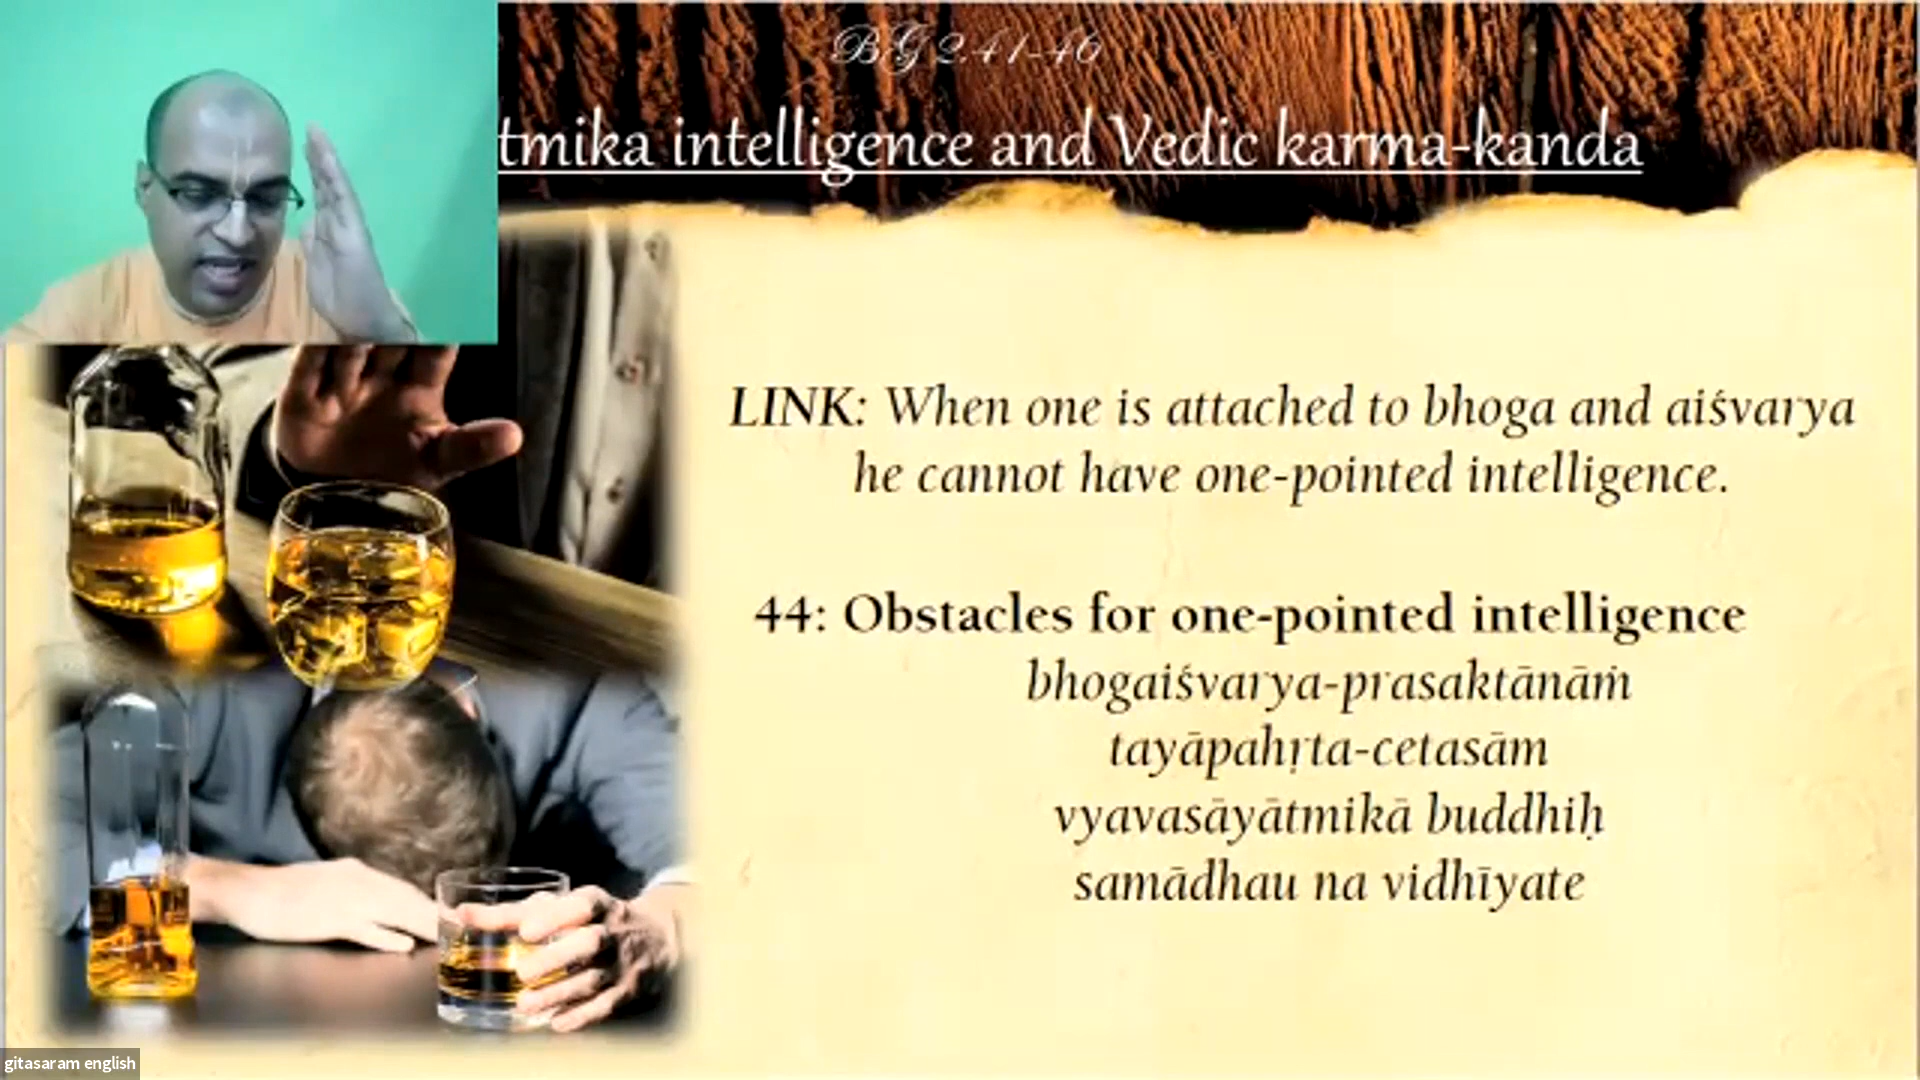 BG 2.41-46
tmika intelligence and Vedic karma-kanda
LINK: When one is attached to bhoga and aiśvarya
he cannot have one-pointed intelligence.
44: Obstacles for one-pointed intelligence
bhogaiśvarya-prasaktānāṁ
tayāpahṛta-cetasām
vyavasāyātmikā buddhiḥ
samādhau na vidhīyate
gitasaram english